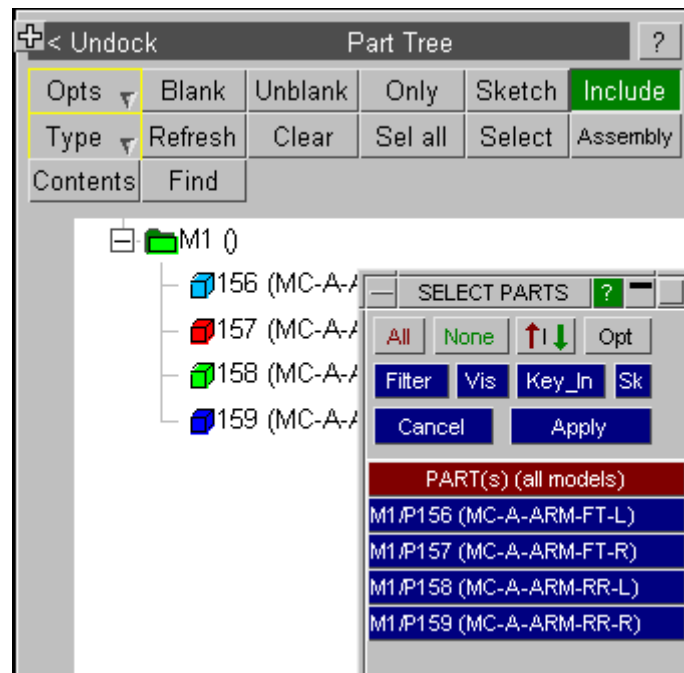 < Undock Part Tree ?
Opts Blank Unblank Only Sketch Include
Type Refresh Clear Sel all Select Assembly
Contents Find
M1 ()
156 (MC-A-A
157 (MC-A-A
158 (MC-A-A
159 (MC-A-A
SELECT PARTS ?
All None Opt
Filter Vis Key_In Sk
Cancel Apply
PART(s) (all models)
M1/P156 (MC-A-ARM-FT-L)
M1/P157 (MC-A-ARM-FT-R)
M1/P158 (MC-A-ARM-RR-L)
M1/P159 (MC-A-ARM-RR-R)